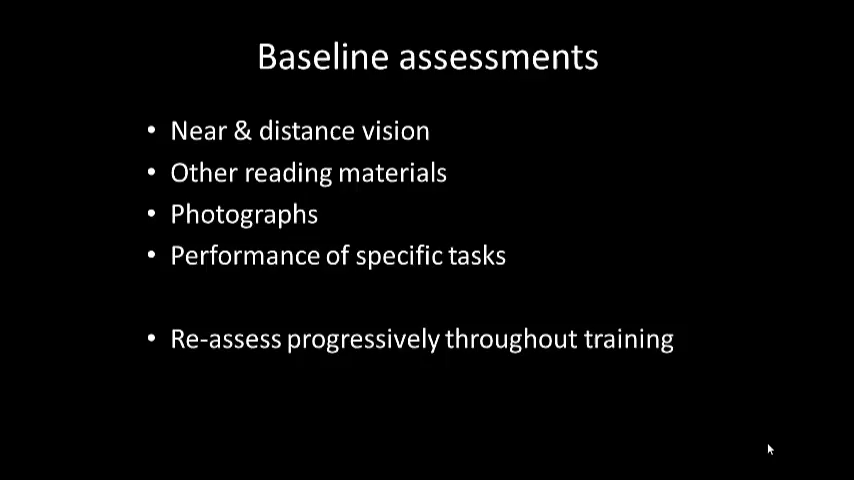 Baseline assessments
• Near & distance vision
• Other reading materials
• Photographs
• Performance of specific tasks
• Re-assess progressively throughout training